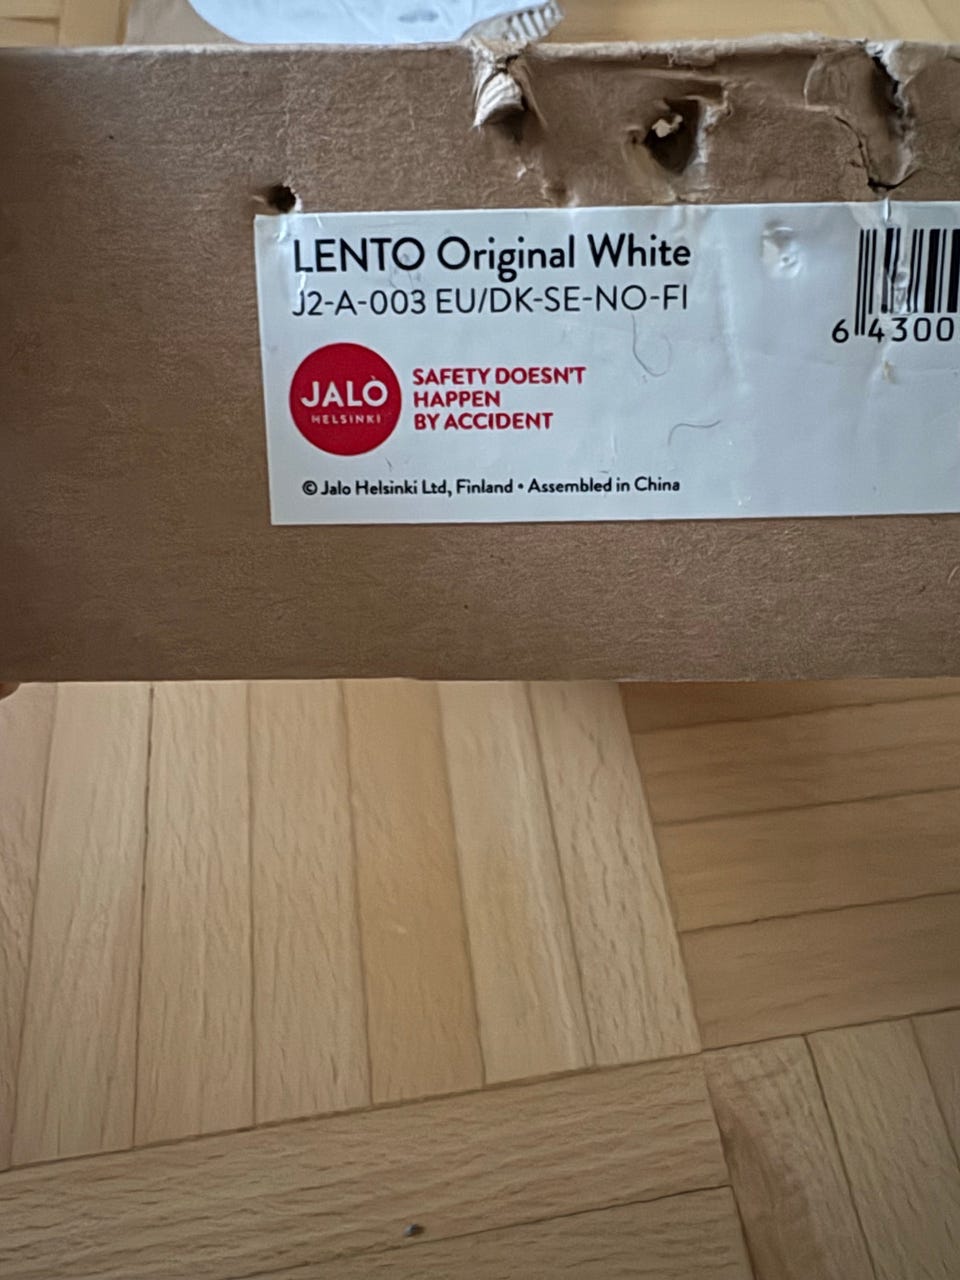 LENTO Original White
J2-A-003 EU/DK-SE-NO-FI
6 4300
JALÒ
HELSINKI
SAFETY DOESN'T
HAPPEN
BY ACCIDENT
© Jalo Helsinki Ltd, Finland • Assembled in China